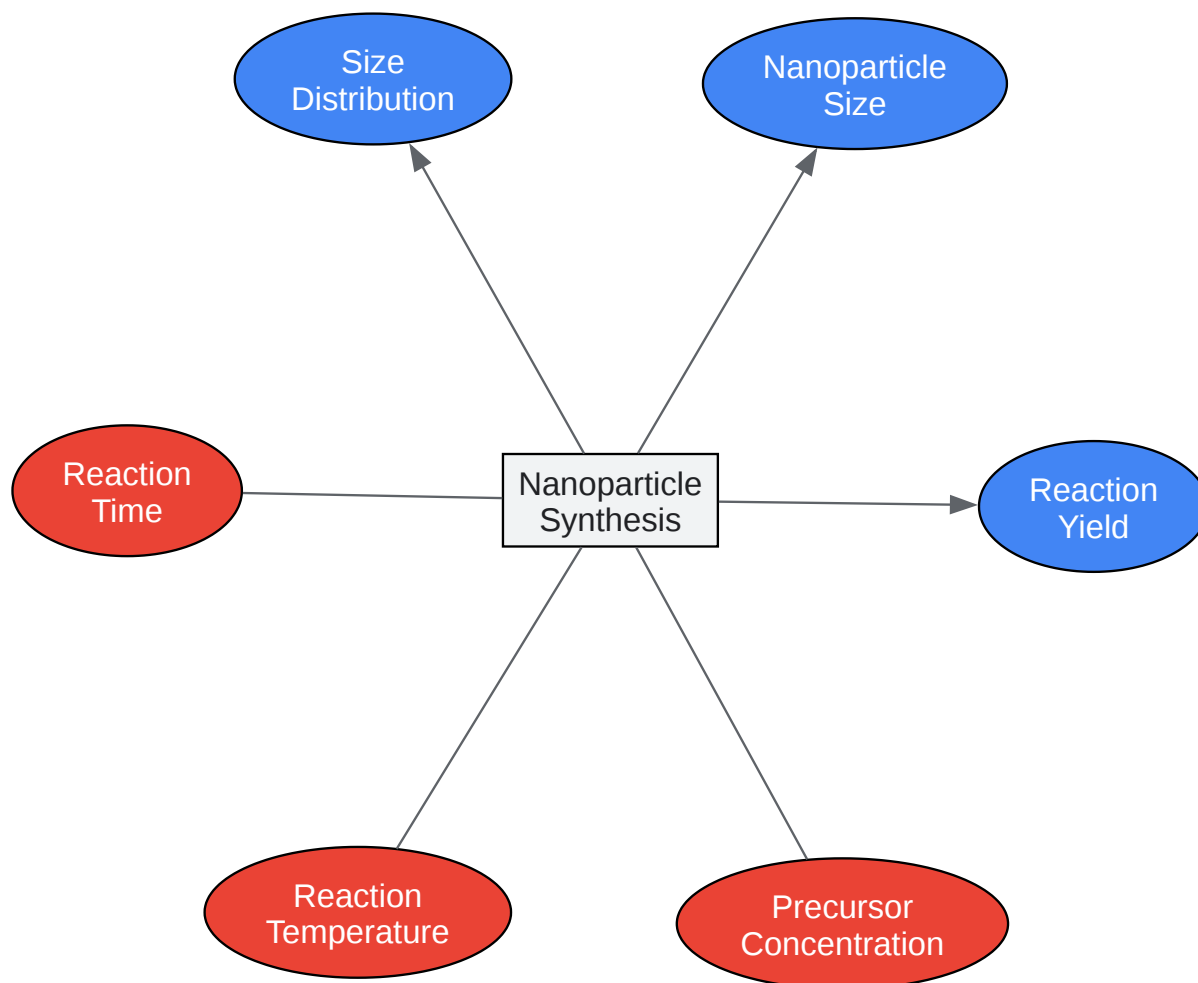 Size
Distribution
Nanoparticle
Size
Reaction
Time
Nanoparticle
Synthesis
Reaction
Yield
Reaction
Temperature
Precursor
Concentration